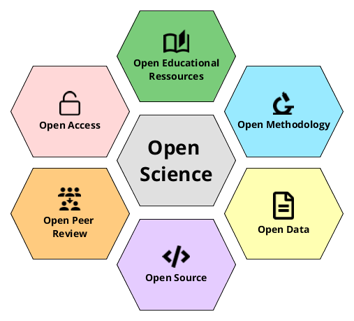 Open Educational
Ressources
Open Access
Open Methodology
Open
Science
Open Peer
Review
Open Data
Open Source